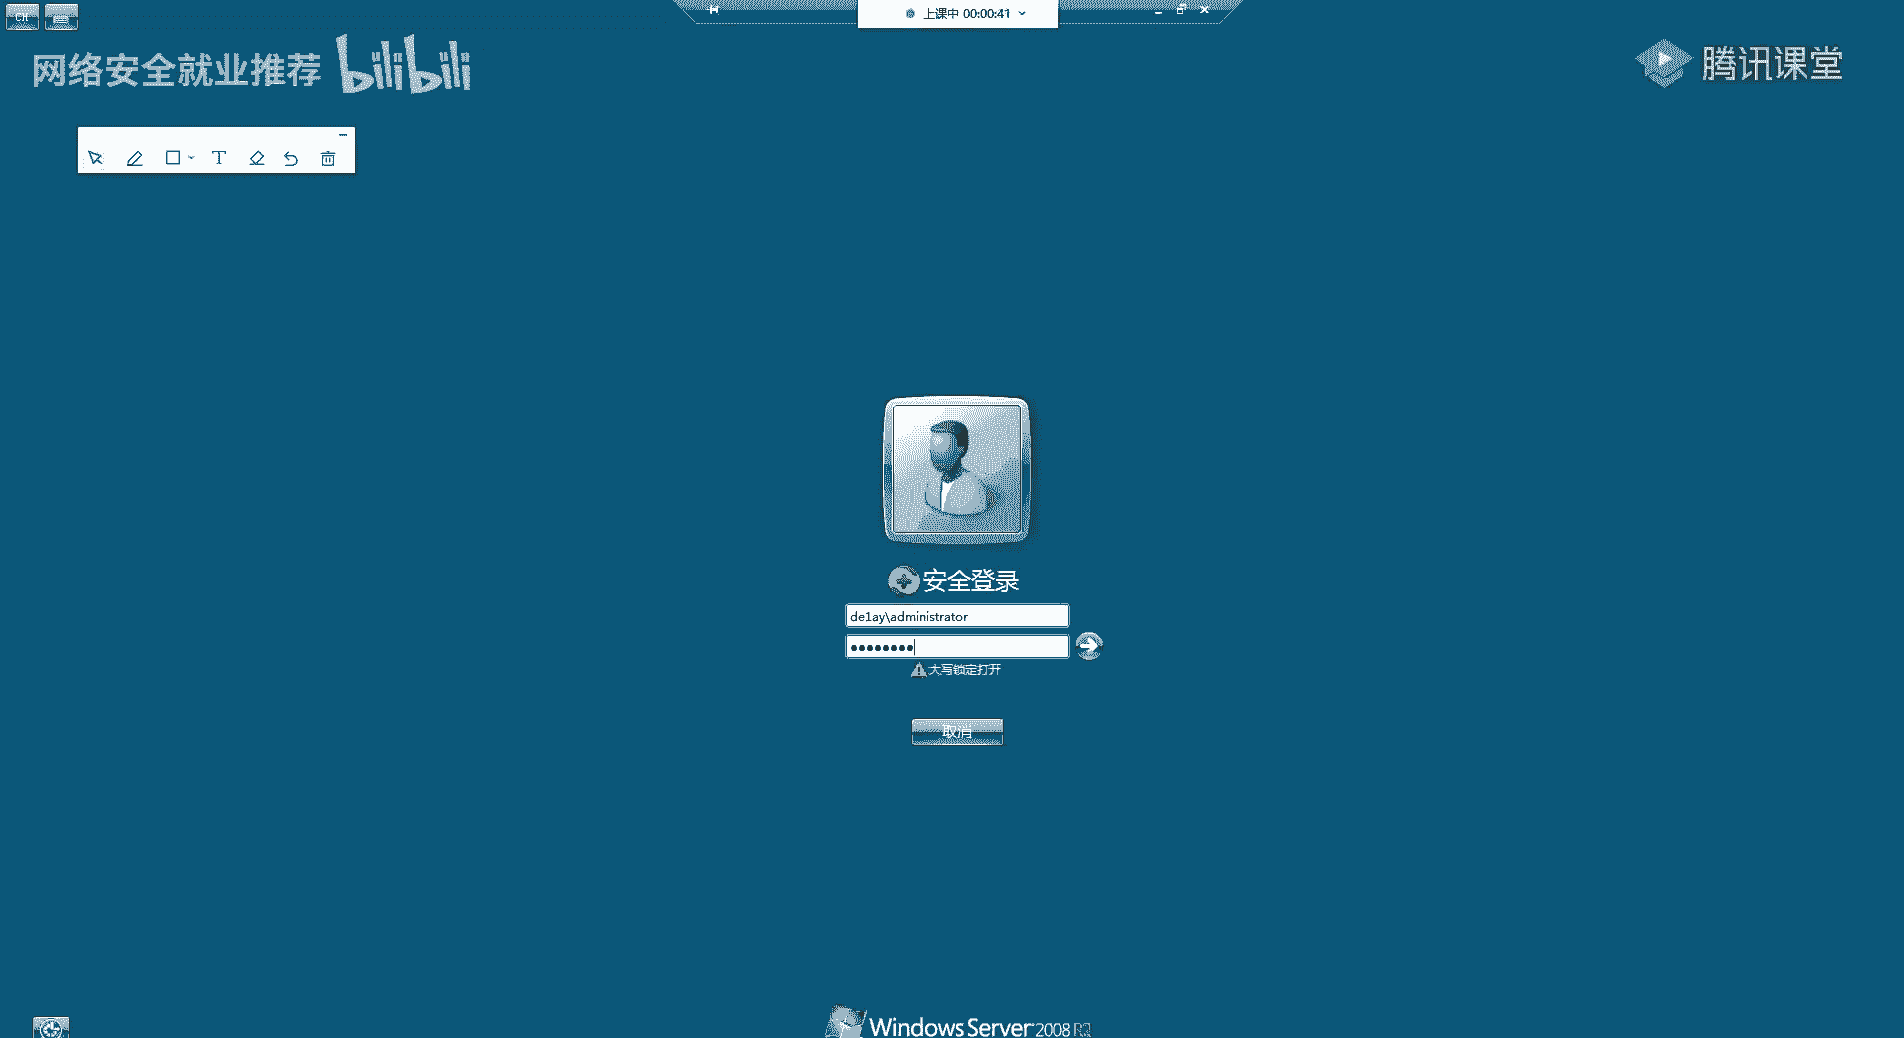 CH
上课中 00:00:41
网络安全就业推荐 bilibili
腾讯课堂
T
安全登录
de1ay\administrator
大写锁定打开
取消
Windows Server 2008 R2